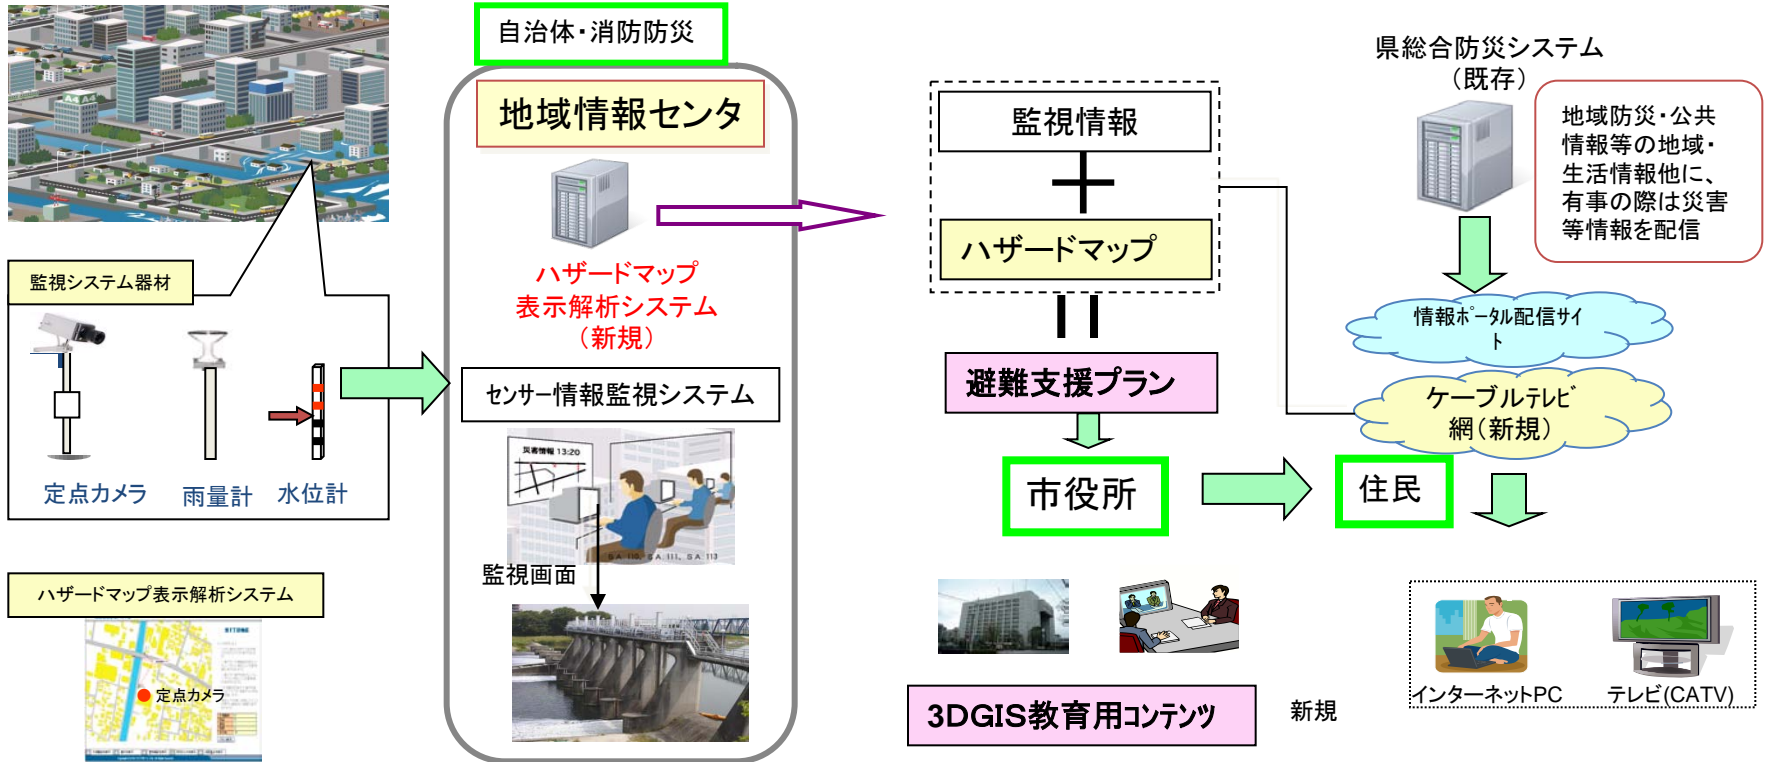 自治体・消防防災
地域情報センタ
ハザードマップ
表示解析システム
（新規）
センサー情報監視システム
災害情報 13:20
S A. 110, S A. 111, S A. 113
監視画面
監視システム器材
定点カメラ
雨量計
水位計
ハザードマップ表示解析システム
定点カメラ
監視情報
＋
ハザードマップ
避難支援プラン
市役所
住民
3DGIS教育用コンテンツ
新規
県総合防災システム
（既存）
地域防災・公共
情報等の地域・
生活情報他に、
有事の際は災害
等情報を配信
情報ポータル配信サイ
ト
ケーブルテレビ
網（新規）
インターネットPC
テレビ(CATV)